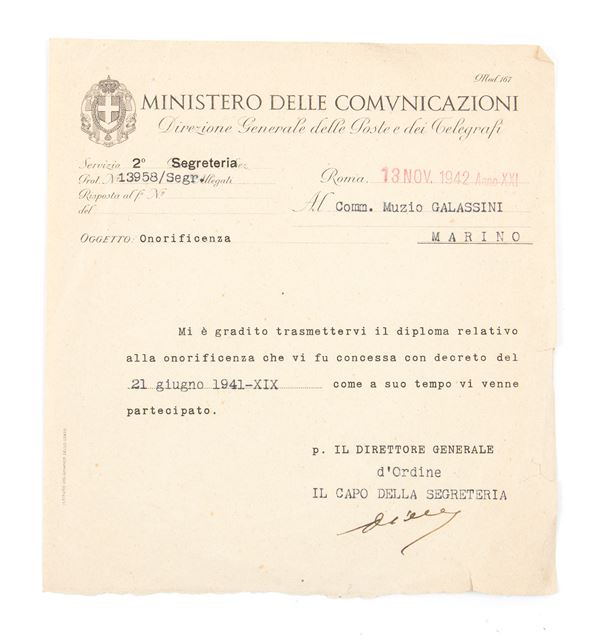 Mod. 167
MINISTERO DELLE COMVNICAZIONI
Direzione Generale delle Poste e dei Telegrafi
Servizio 2° Segreteria Sez
Prot. N° 13958/Segr. Allegati
Risposta al f° N°
del
Roma, 13 NOV. 1942 Anno XXI
Al Comm. Muzio GALASSINI
MARINO
OGGETTO: Onorificenza
Mi è gradito trasmettervi il diploma relativo
alla onorificenza che vi fu concessa con decreto del
21 giugno 1941-XIX come a suo tempo vi venne
partecipato.
p. IL DIRETTORE GENERALE
d'Ordine
IL CAPO DELLA SEGRETERIA